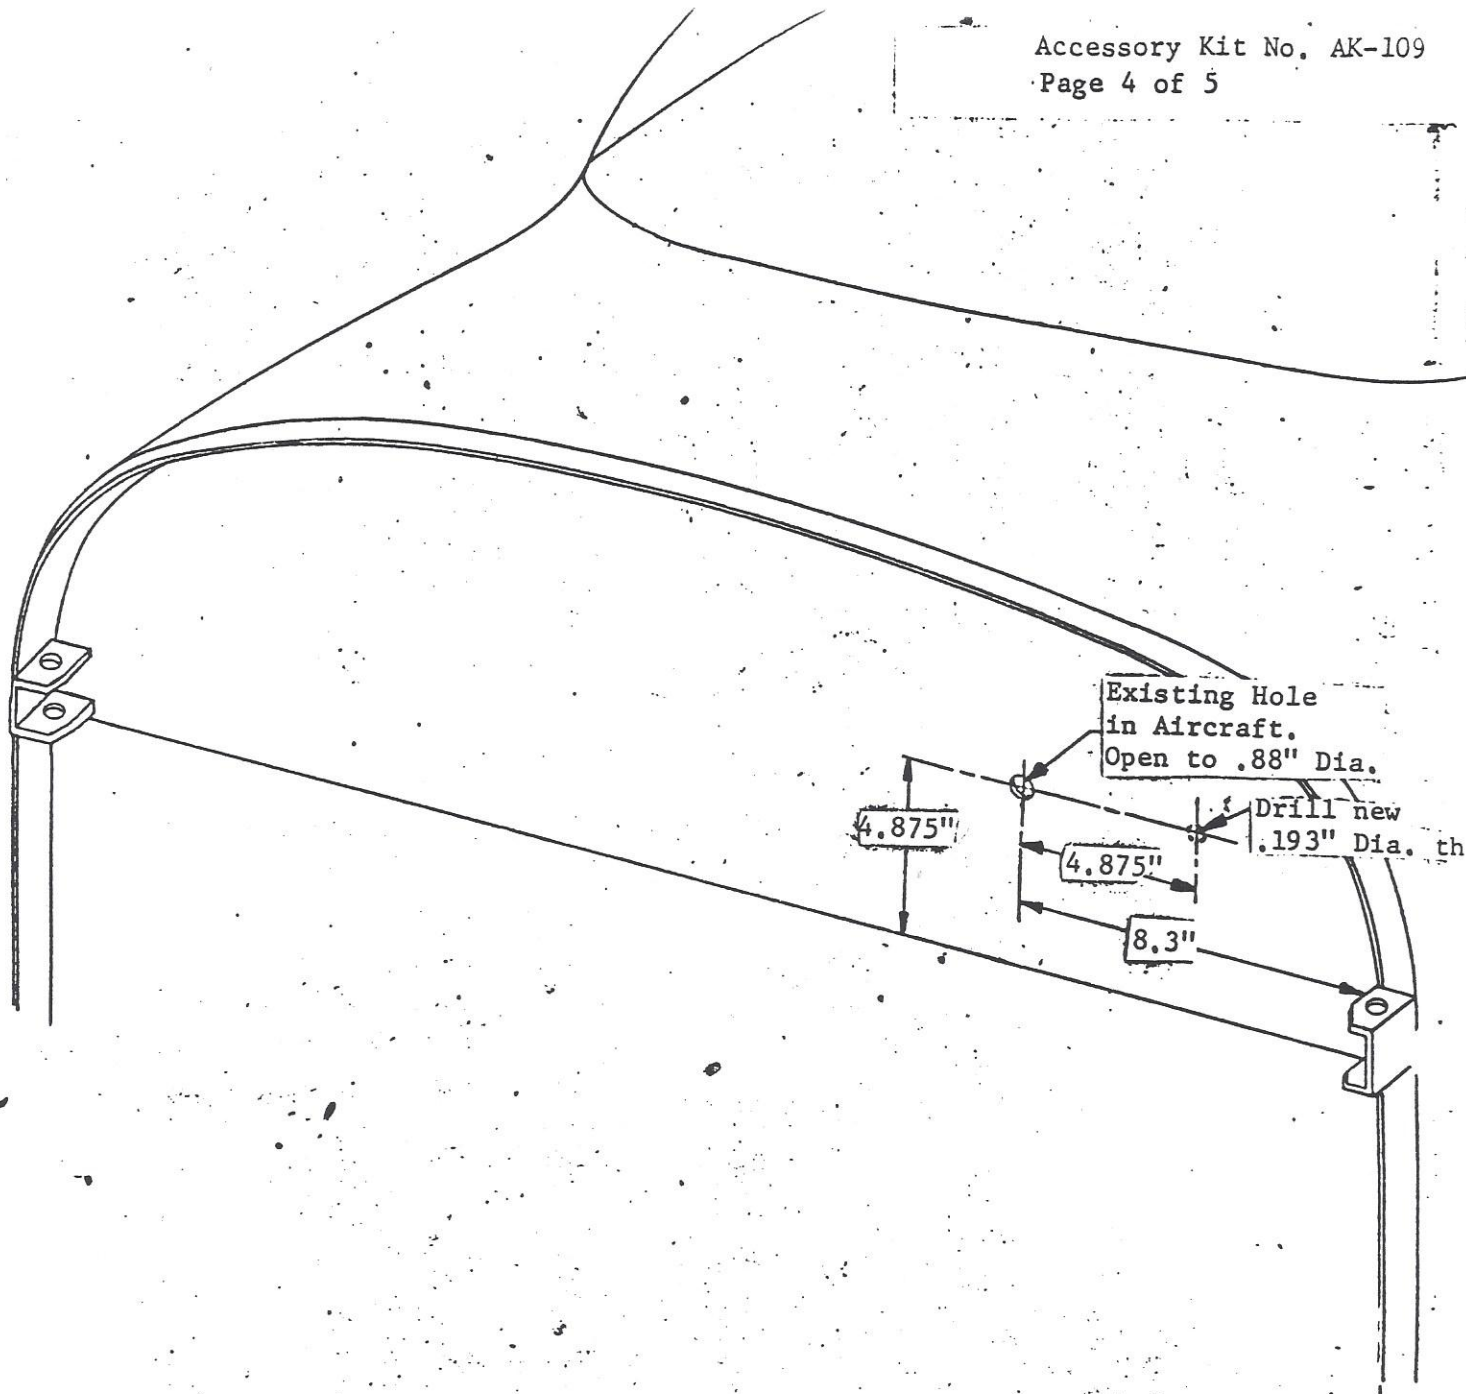 Accessory Kit No. AK-109
Page 4 of 5
Existing Hole
in Aircraft.
Open to .88" Dia.
Drill new
.193" Dia. th
4.875"
4.875"
8.3"